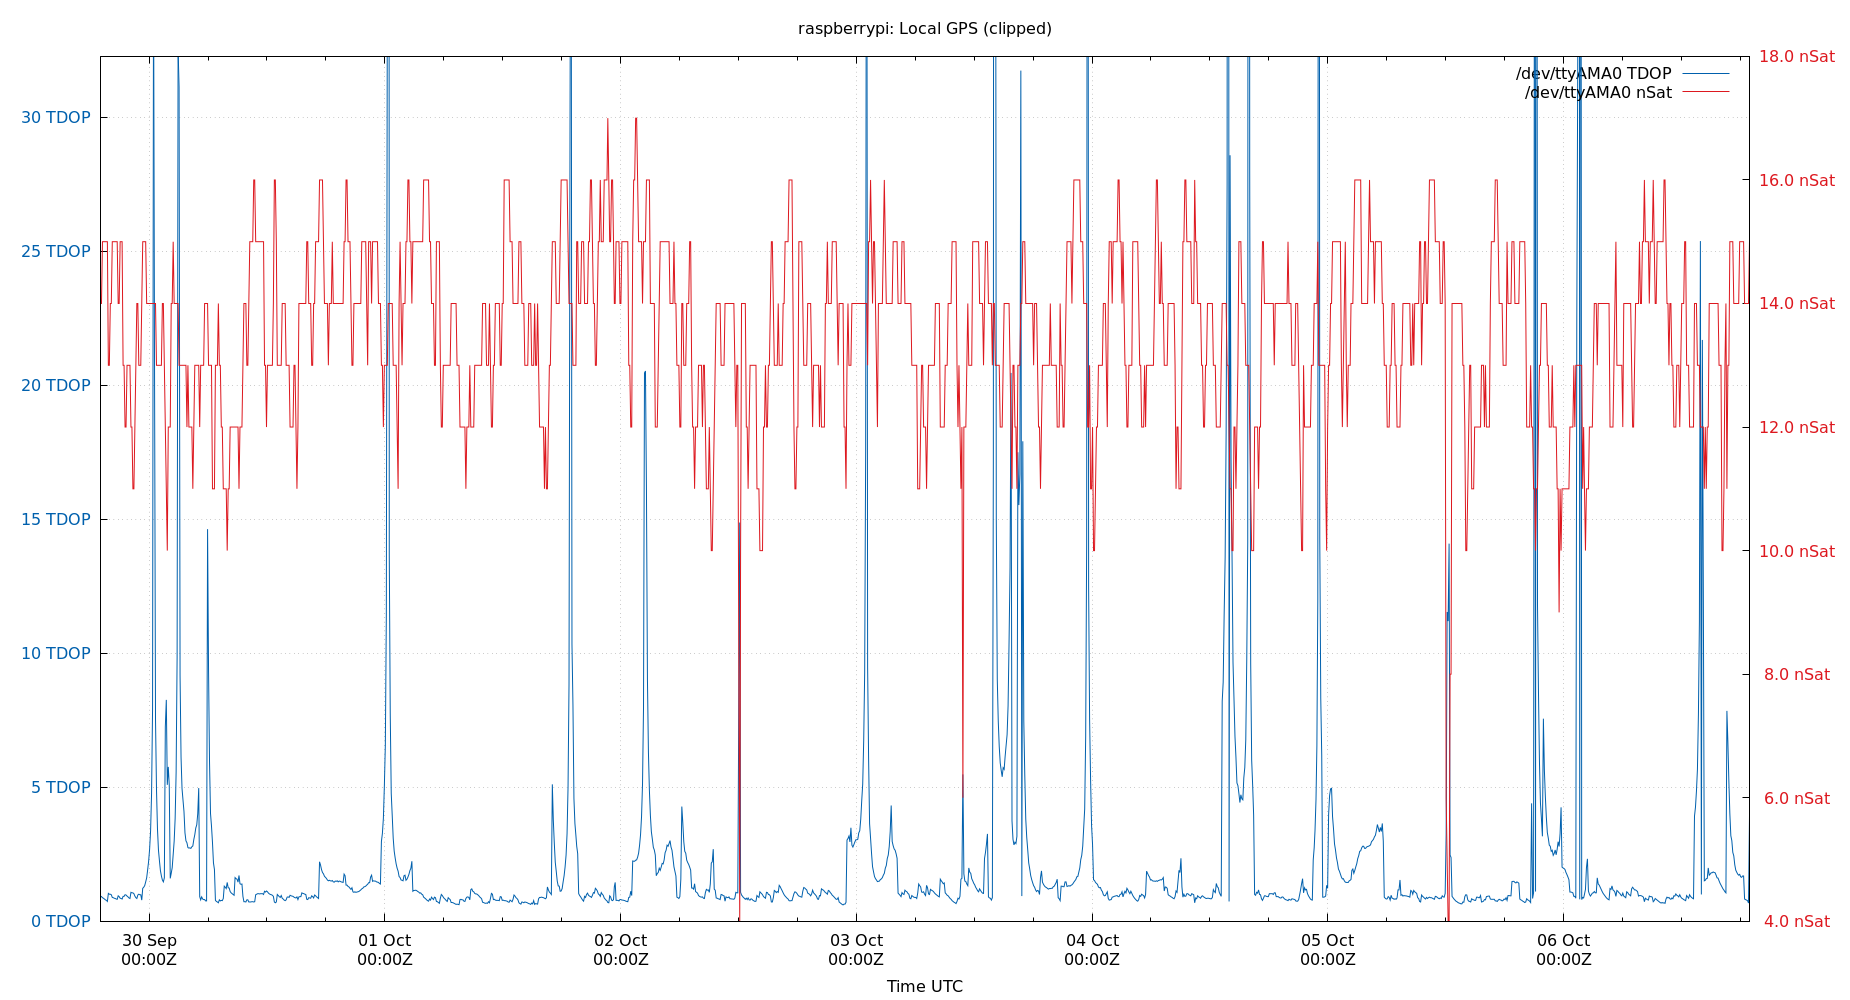 raspberrypi: Local GPS (clipped)
18.0 nSat
/dev/ttyAMA0 TDOP
/dev/ttyAMA0 nSat
30 TDOP
16.0 nSat
25 TDOP
14.0 nSat
20 TDOP
12.0 nSat
15 TDOP
10.0 nSat
10 TDOP
8.0 nSat
5 TDOP
6.0 nSat
0 TDOP
4.0 nSat
30 Sep
00:00Z
01 Oct
00:00Z
02 Oct
00:00Z
03 Oct
00:00Z
04 Oct
00:00Z
05 Oct
00:00Z
06 Oct
00:00Z
Time UTC